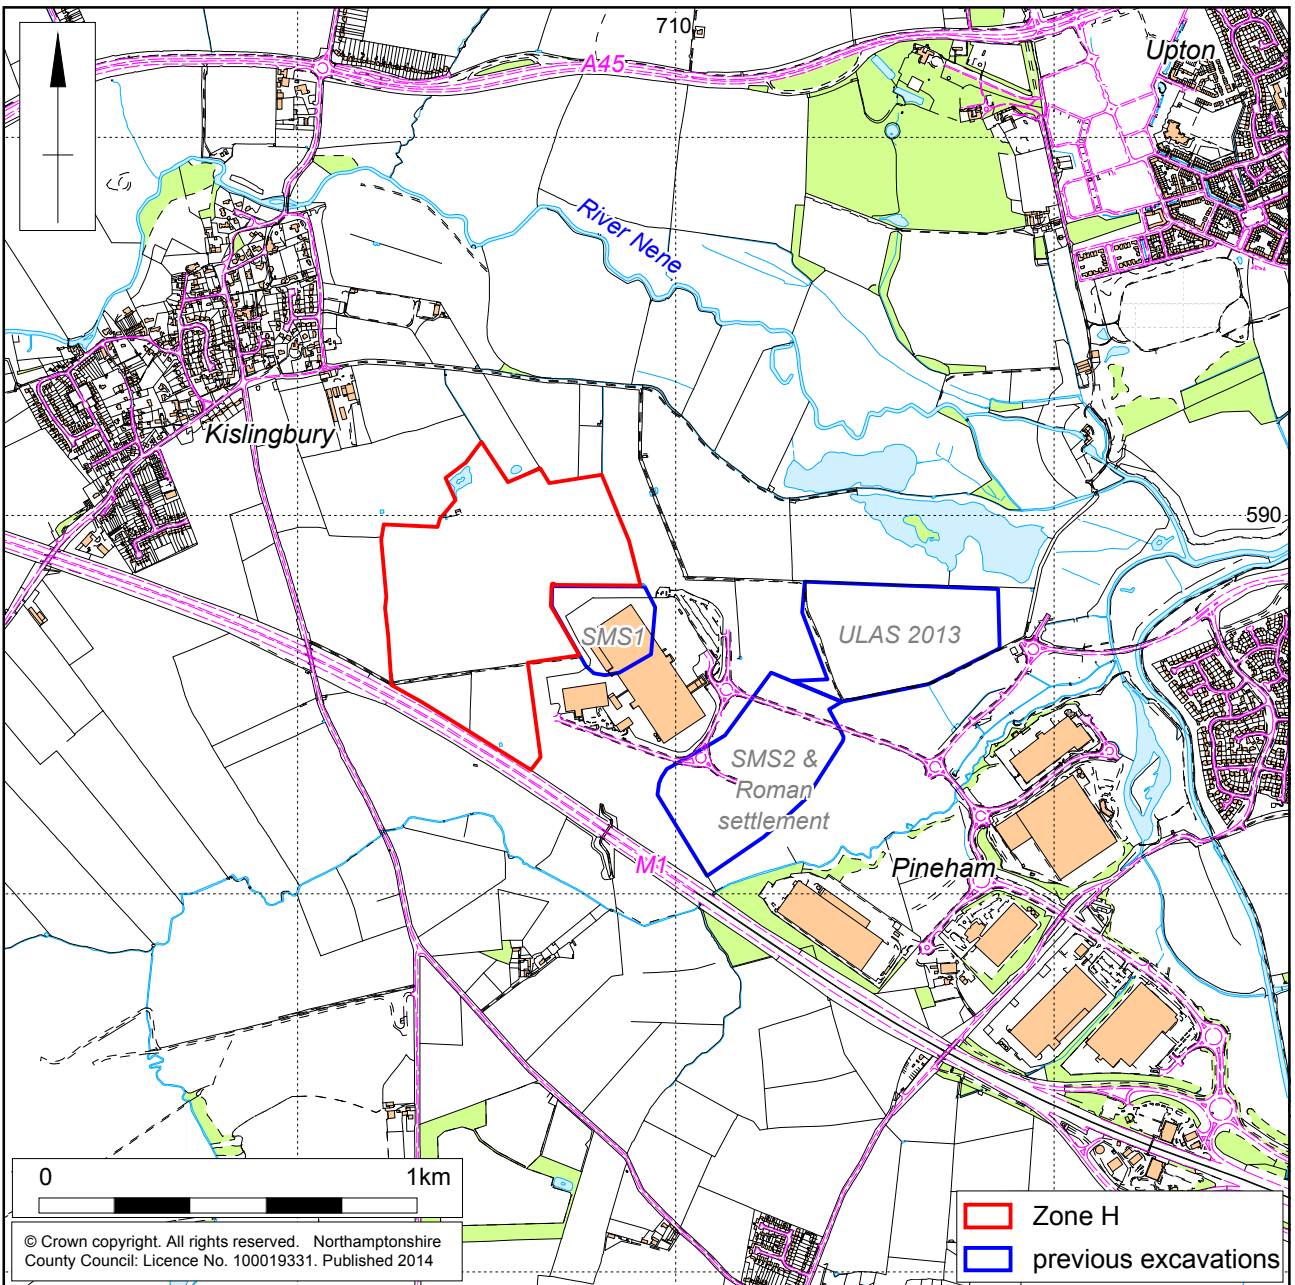 710
Upton
A45
River Nene
Kislingbury
590
SMS1
ULAS 2013
SMS2 &
Roman
settlement
M1
Pineham
0 1km
© Crown copyright. All rights reserved. Northamptonshire
County Council: Licence No. 100019331. Published 2014
Zone H
previous excavations